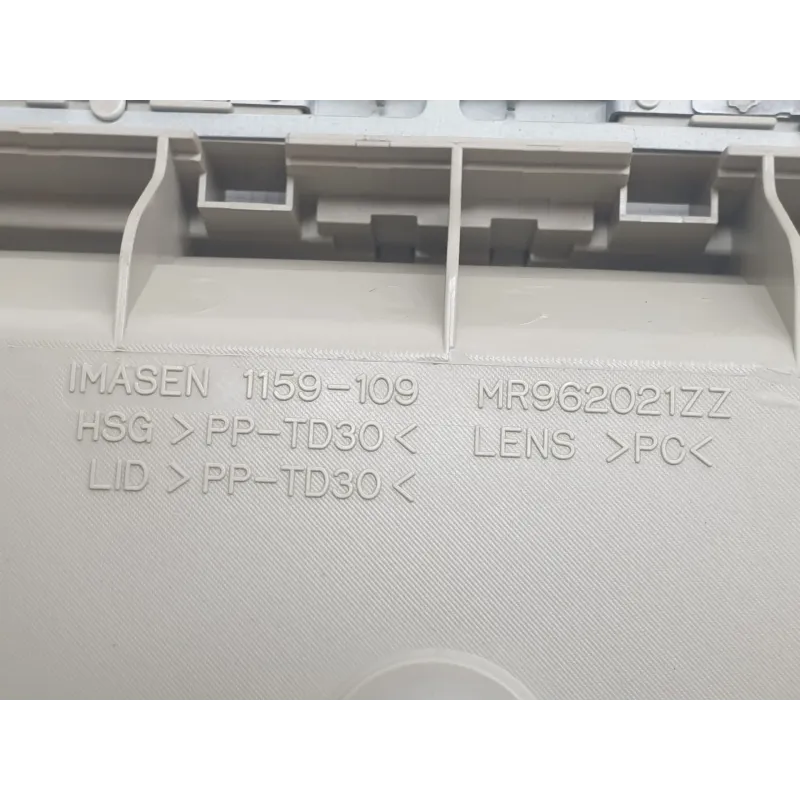 IMASEN 1159-109 MR962021ZZ
HSG >PP-TD30< LENS >PC<
LID >PP-TD30<